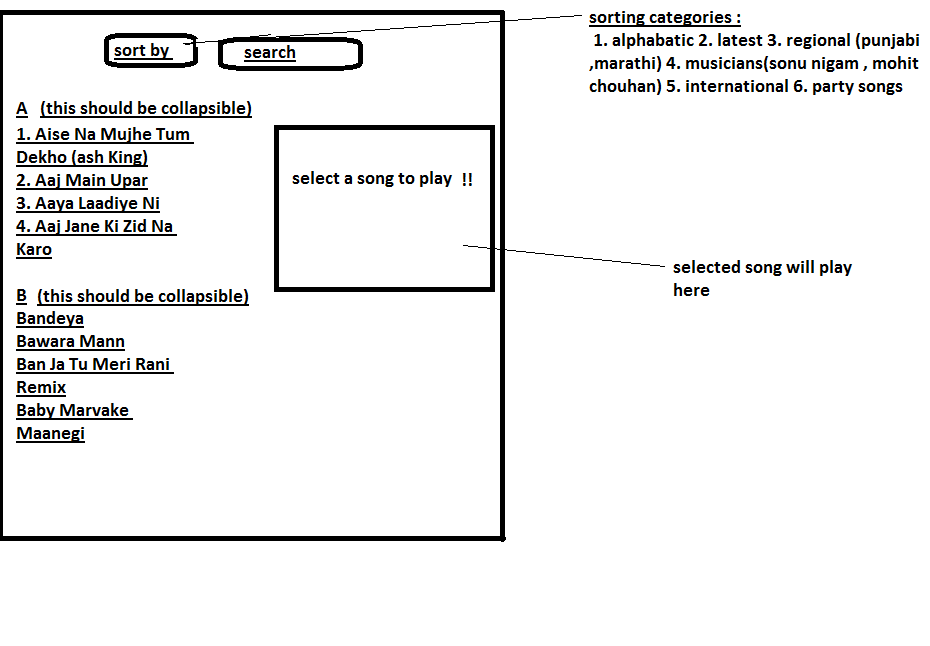 sort by
search
sorting categories :
1. alphabatic 2. latest 3. regional (punjabi
,marathi) 4. musicians(sonu nigam , mohit
chouhan) 5. international 6. party songs
A (this should be collapsible)
1. Aise Na Mujhe Tum
Dekho (ash King)
2. Aaj Main Upar
3. Aaya Laadiye Ni
4. Aaj Jane Ki Zid Na
Karo
select a song to play !!
selected song will play
here
B (this should be collapsible)
Bandeya
Bawara Mann
Ban Ja Tu Meri Rani
Remix
Baby Marvake
Maanegi